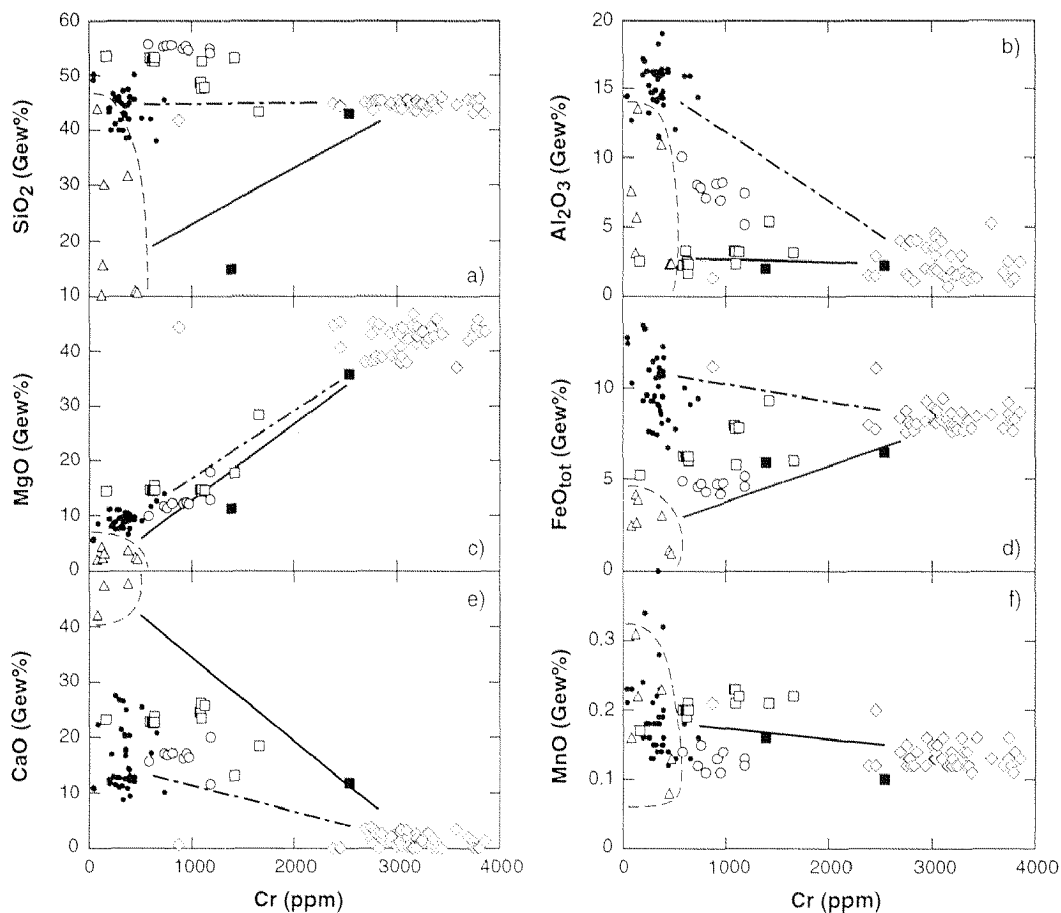 60
50
40
30
20
10
SiO2 (Gew%)
a)
20
15
10
5
0
Al2O3 (Gew%)
b)
40
30
20
10
0
MgO (Gew%)
c)
10
5
0
FeOtot (Gew%)
d)
40
30
20
10
0
CaO (Gew%)
e)
0.3
0.2
0.1
0
MnO (Gew%)
f)
0 1000 2000 3000 4000
Cr (ppm)
0 1000 2000 3000 4000
Cr (ppm)